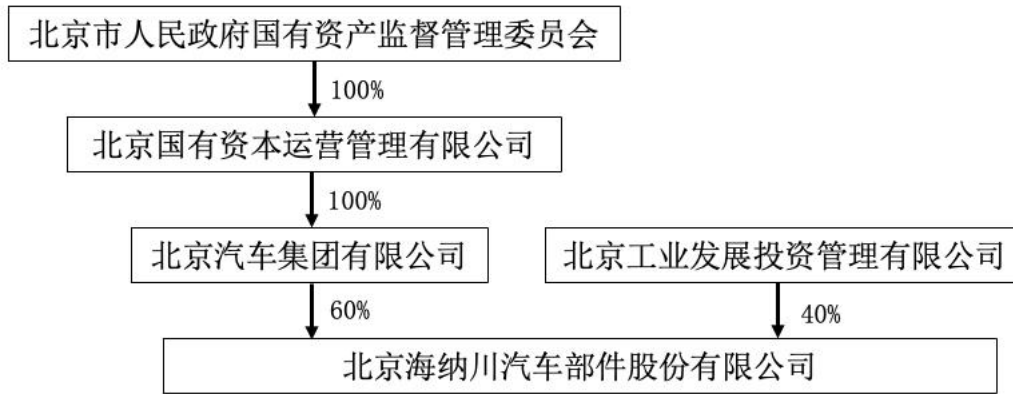 北京市人民政府国有资产监督管理委员会
100%
北京国有资本运营管理有限公司
100%
北京汽车集团有限公司
北京工业发展投资管理有限公司
60%
40%
北京海纳川汽车部件股份有限公司